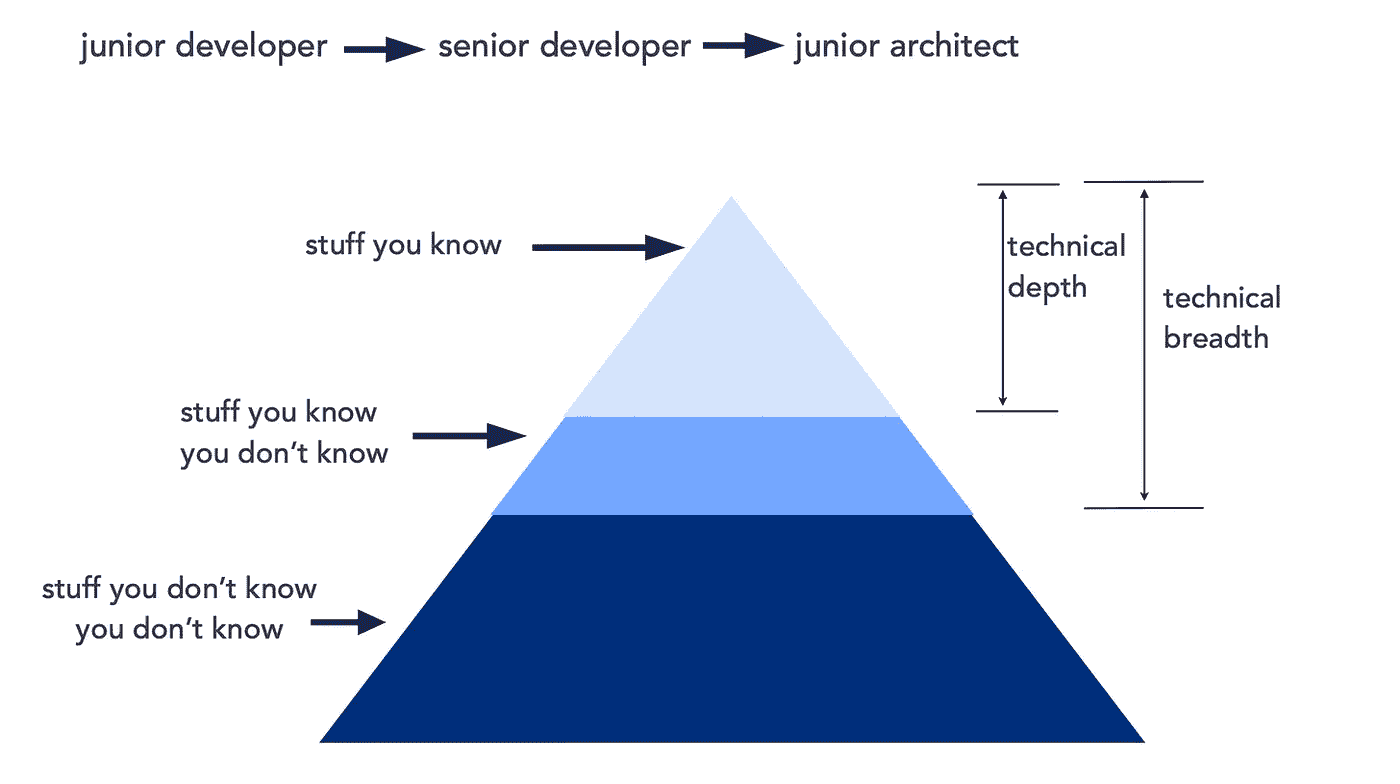 junior developer senior developer junior architect
stuff you know
technical
depth
technical
breadth
stuff you know
you don't know
stuff you don't know
you don't know